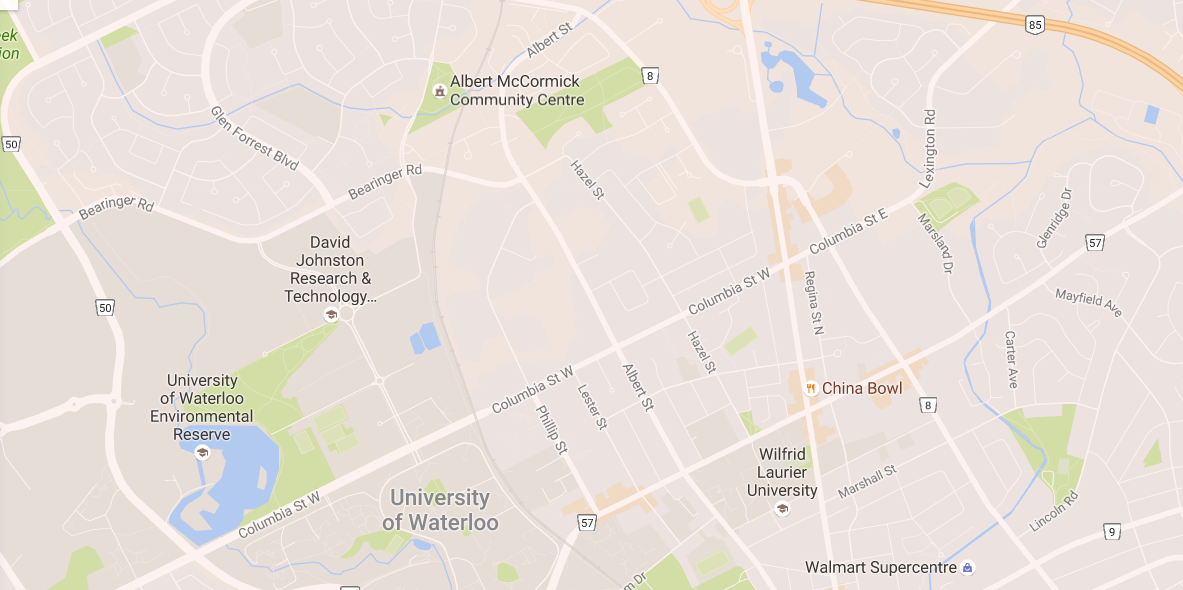 85
eek
ion
Albert St
8
Albert McCormick
Community Centre
50
Glen Forrest Blvd
Lexington Rd
Bearinger Rd
Hazel St
Bearinger Rd
Columbia St E
Marsland Dr
Glenridge Dr
57
David
Johnston
Research &
Technology...
Columbia St W
Regina St N
50
Mayfield Ave
Hazel St
Carter Ave
University
of Waterloo
Environmental
Reserve
Columbia St W
Albert St
Lester St
China Bowl
8
Phillip St
Wilfrid
Laurier
University
Marshall St
University
of Waterloo
Columbia St W
57
Lincoln Rd
9
Walmart Supercentre
m Dr